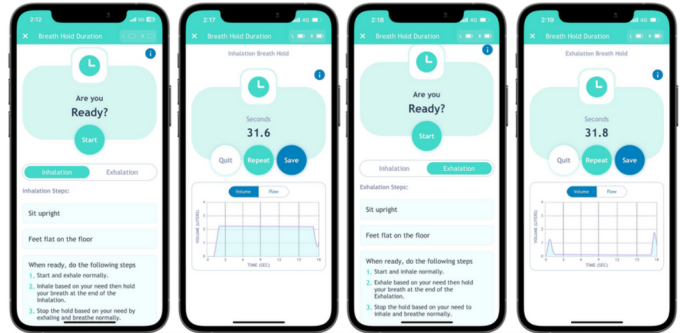 2:12
Breath Hold Duration
Are you
Ready?
Start
Inhalation
Exhalation
Inhalation Steps:
Sit upright
Feet flat on the floor
When ready, do the following steps
1. Start and exhale normally.
2. Inhale based on your need then hold
your breath at the end of the
Inhalation.
3. Stop the hold based on your need by
exhaling and breathe normally.
2:17
4G
Breath Hold Duration
Inhalation Breath Hold
Seconds
31.6
Quit
Repeat
Save
Volume
Flow
VOLUME (LITERS)
TIME (SEC)
2:18
4G
Breath Hold Duration
Are you
Ready?
Start
Inhalation
Exhalation
Exhalation Steps:
Sit upright
Feet flat on the floor
When ready, do the following steps
1. Start and Inhale normally.
2. Exhale based on your need then hold
your breath at the end of the
Exhalation.
3. Stop the hold based on your need to
inhale and breathe normally.
2:19
4G
Breath Hold Duration
Exhalation Breath Hold
Seconds
31.8
Quit
Repeat
Save
Volume
Flow
VOLUME (LITERS)
TIME (SEC)